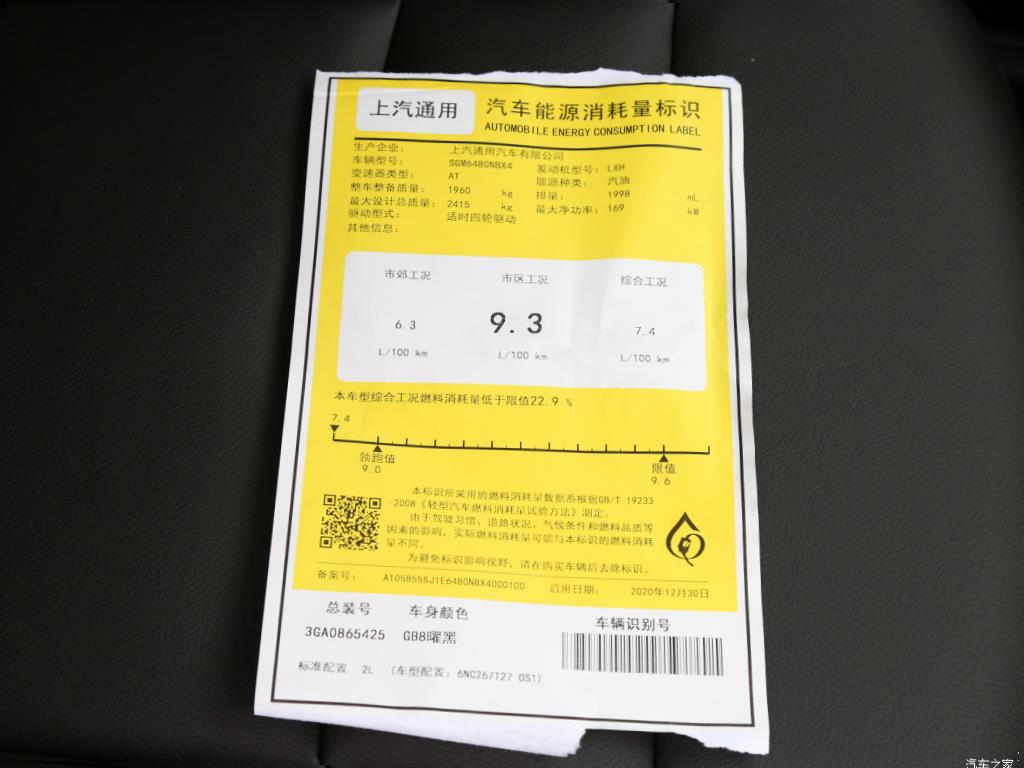 上汽通用
汽车能源消耗量标识
AUTOMOBILE ENERGY CONSUMPTION LABEL
生产企业： 上汽通用汽车有限公司
车辆型号： SGM6480NBX4 发动机型号： LXH
变速器类型： AT 能源种类： 汽油
整车整备质量： 1960 kg 排量： 1998 mL
最大设计总质量： 2415 kg 最大净功率： 169 kW
驱动型式： 适时四轮驱动
其他信息：
市郊工况 市区工况 综合工况
6.3 9.3 7.4
L/100 km L/100 km L/100 km
本车型综合工况燃料消耗量低于限值22.9 %
7.4
领跑值 限值
9.0 9.6
本标识所采用的燃料消耗量数据系根据GB/T 19233
-2008《轻型汽车燃料消耗量试验方法》测定。
由于驾驶习惯、道路状况、气候条件和燃料品质等
因素的影响，实际燃料消耗量可能与本标识的燃料消耗
量不同。
为避免标识影响视野，请在购买车辆后去除标识。
备案号： A105855SJ1E6480NBX4000100 启用日期： 2020年12月30日
总装号 车身颜色 车辆识别号
3GA0865425 GB8曜黑
标准配置 2L （车型配置：6NC267T27 0S1）
汽车之家